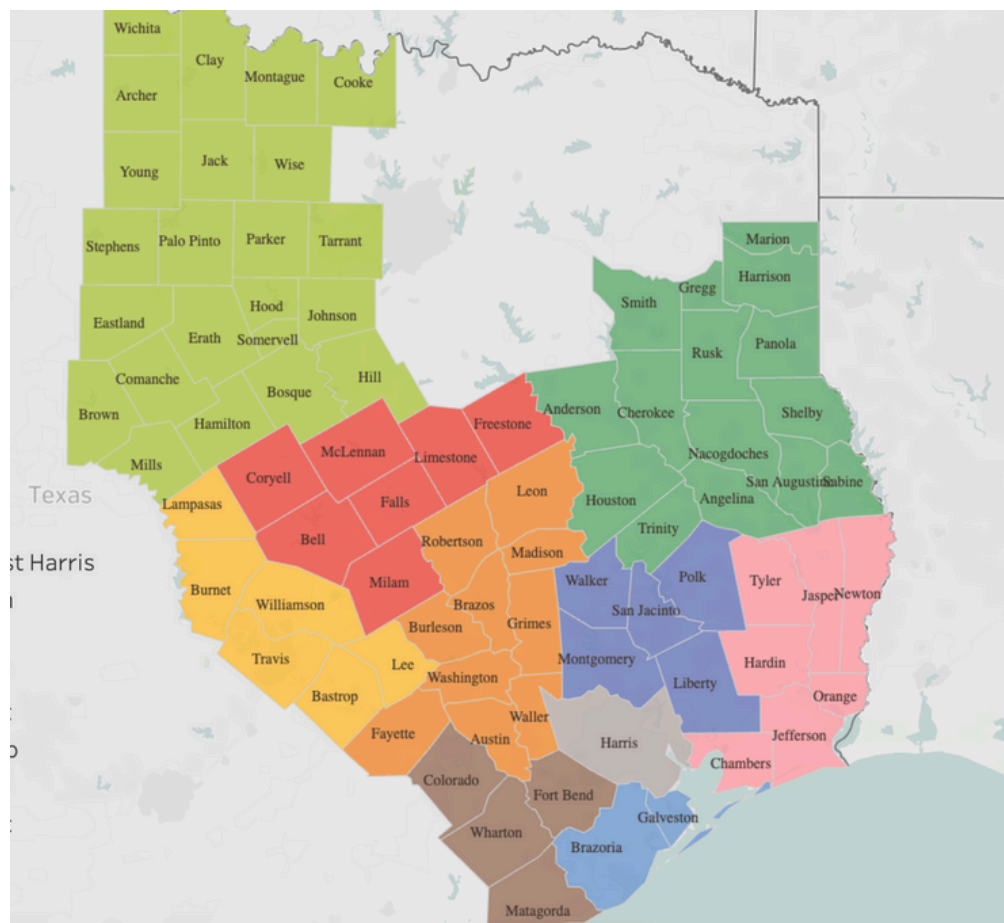 Wichita
Clay
Montague
Cooke
Archer
Young
Jack
Wise
Stephens
Palo Pinto
Parker
Tarrant
Marion
Harrison
Gregg
Smith
Hood
Johnson
Eastland
Erath
Somervell
Panola
Rusk
Comanche
Hill
Bosque
Brown
Hamilton
Anderson
Cherokee
Shelby
Freestone
McLennan
Limestone
Nacogdoches
Mills
Coryell
San Augustine
Sabine
Texas
Lampasas
Falls
Leon
Houston
Angelina
Trinity
Bell
Robertson
Madison
st Harris
Milam
Walker
Polk
Tyler
Jasper
Newton
Burnet
Williamson
Brazos
San Jacinto
Burleson
Grimes
Travis
Lee
Montgomery
Hardin
Washington
Liberty
Bastrop
Orange
Waller
Fayette
Austin
Harris
Jefferson
Chambers
Colorado
Fort Bend
Galveston
Wharton
Brazoria
Matagorda